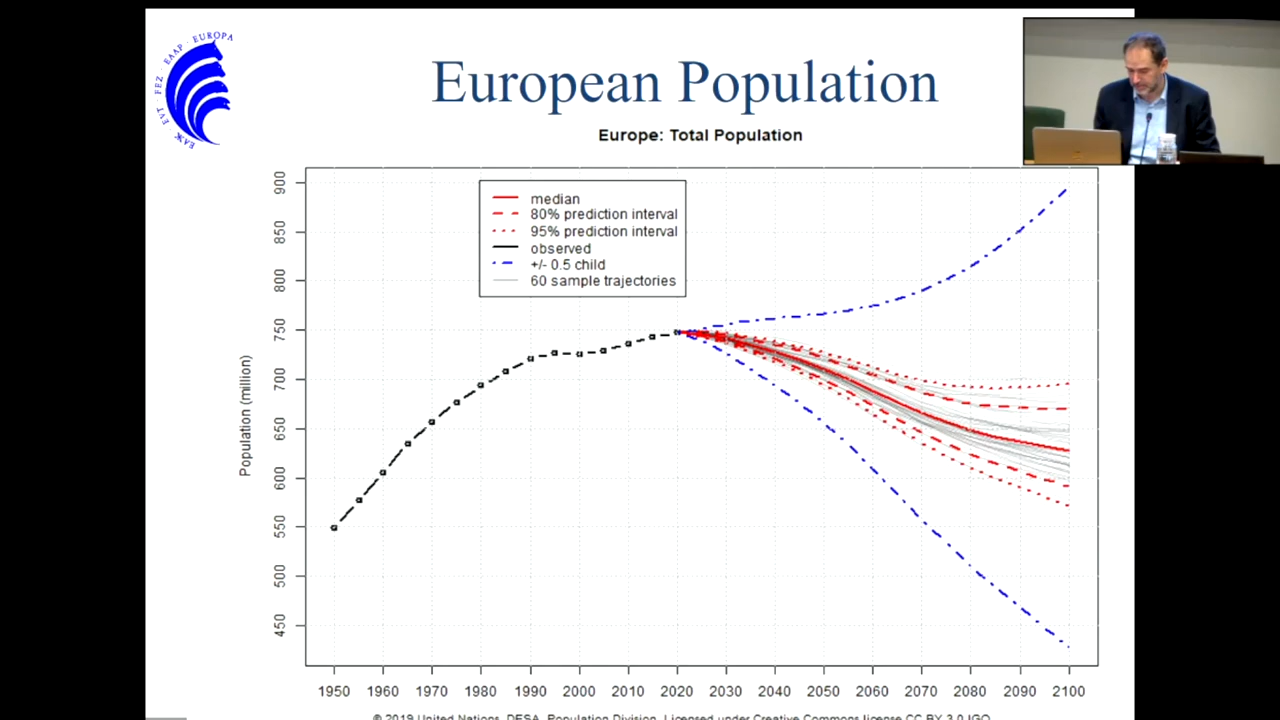 ЕАЖ · EVT · FEZ · EAAP · EUROPA
European Population
Europe: Total Population
Population (million)
900
850
800
750
700
650
600
550
500
450
median
80% prediction interval
95% prediction interval
observed
+/- 0.5 child
60 sample trajectories
1950 1960 1970 1980 1990 2000 2010 2020 2030 2040 2050 2060 2070 2080 2090 2100
© 2019 United Nations, DESA, Population Division. Licensed under Creative Commons license CC BY 3.0 IGO